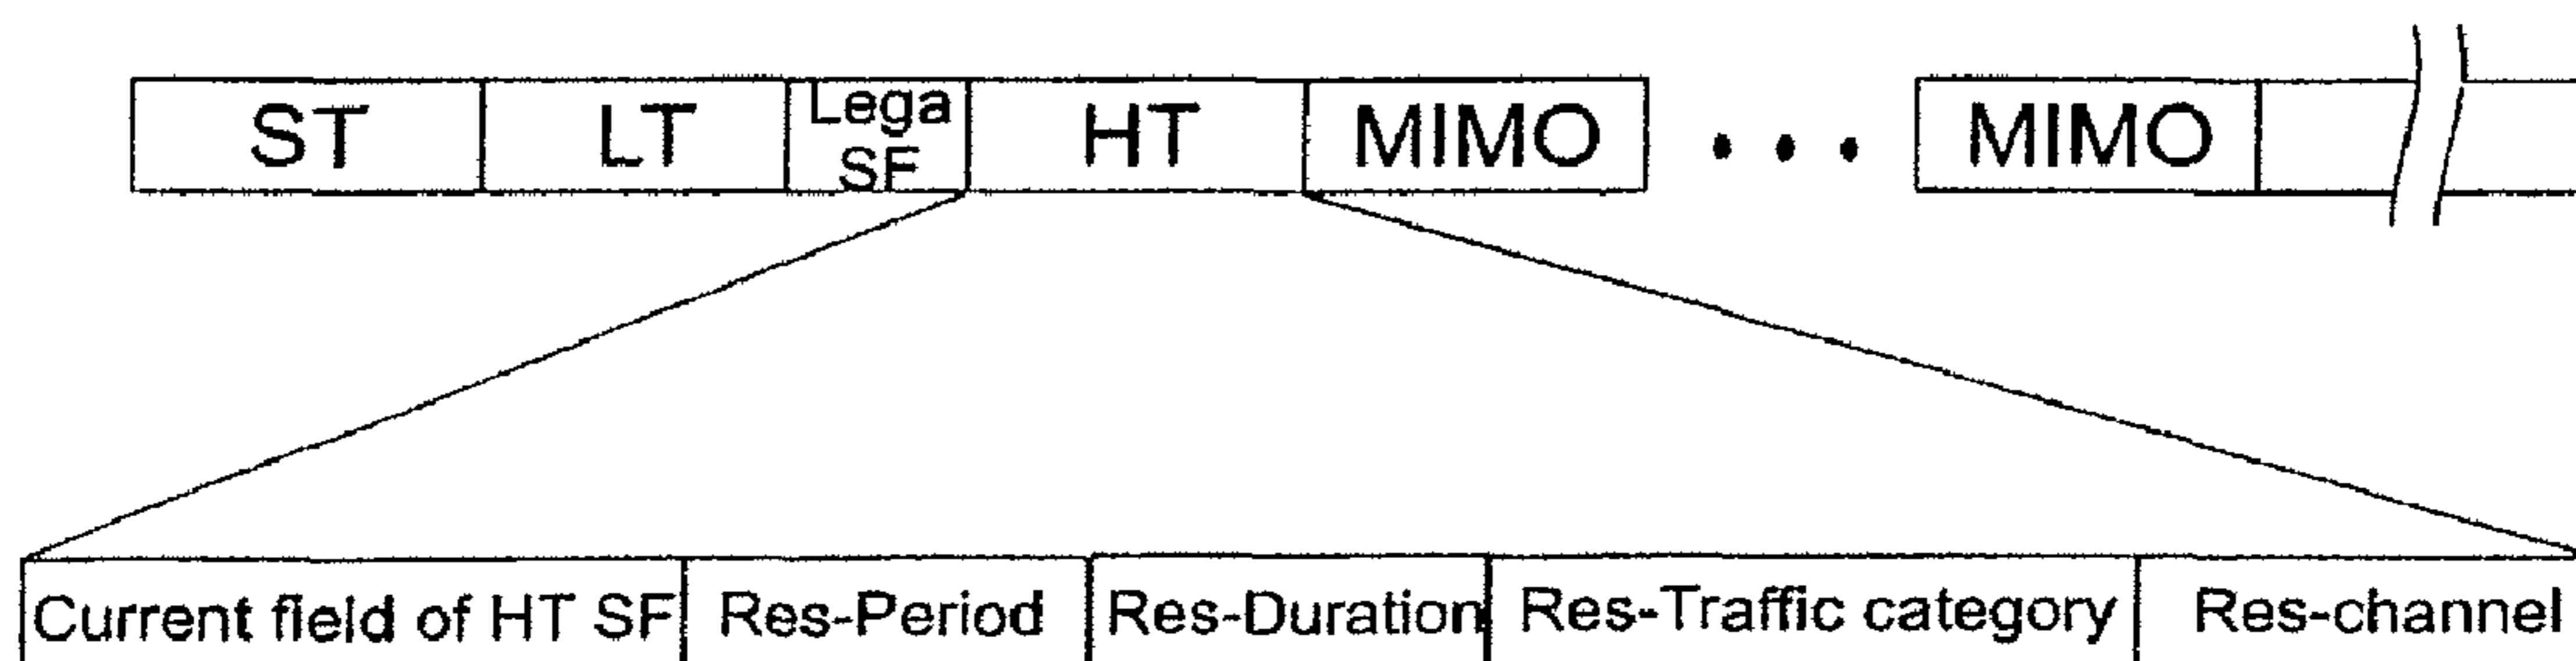 ST LT Lega SF HT MIMO ... MIMO
Current field of HT SF Res-Period Res-Duration Res-Traffic category Res-channel